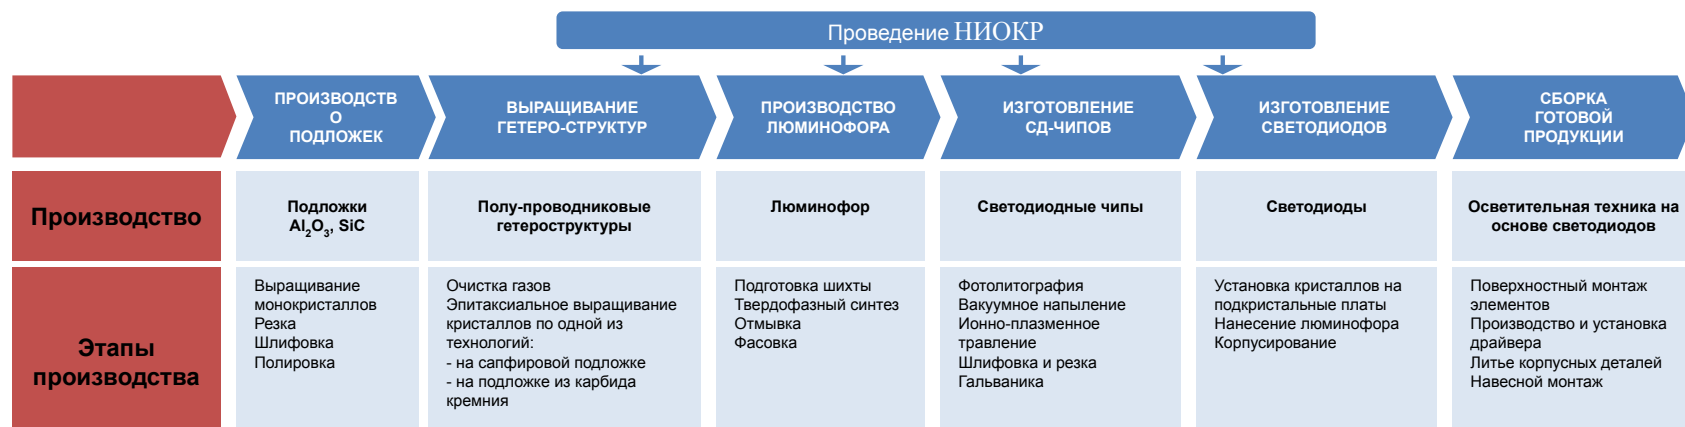 Проведение НИОКР
ПРОИЗВОДСТВ
О
ПОДЛОЖЕК
ВЫРАЩИВАНИЕ
ГЕТЕРО-СТРУКТУР
ПРОИЗВОДСТВО
ЛЮМИНОФОРА
ИЗГОТОВЛЕНИЕ
СД-ЧИПОВ
ИЗГОТОВЛЕНИЕ
СВЕТОДИОДОВ
СБОРКА
ГОТОВОЙ
ПРОДУКЦИИ
Производство
Подложки
Al₂O₃, SiC
Полу-проводниковые
гетероструктуры
Люминофор
Светодиодные чипы
Светодиоды
Осветительная техника на
основе светодиодов
Этапы
производства
Выращивание
монокристаллов
Резка
Шлифовка
Полировка
Очистка газов
Эпитаксиальное выращивание
кристаллов по одной из
технологий:
- на сапфировой подложке
- на подложке из карбида
кремния
Подготовка шихты
Твердофазный синтез
Отмывка
Фасовка
Фотолитография
Вакуумное напыление
Ионно-плазменное
травление
Шлифовка и резка
Гальваника
Установка кристаллов на
подкристальные платы
Нанесение люминофора
Корпусирование
Поверхностный монтаж
элементов
Производство и установка
драйвера
Литье корпусных деталей
Навесной монтаж